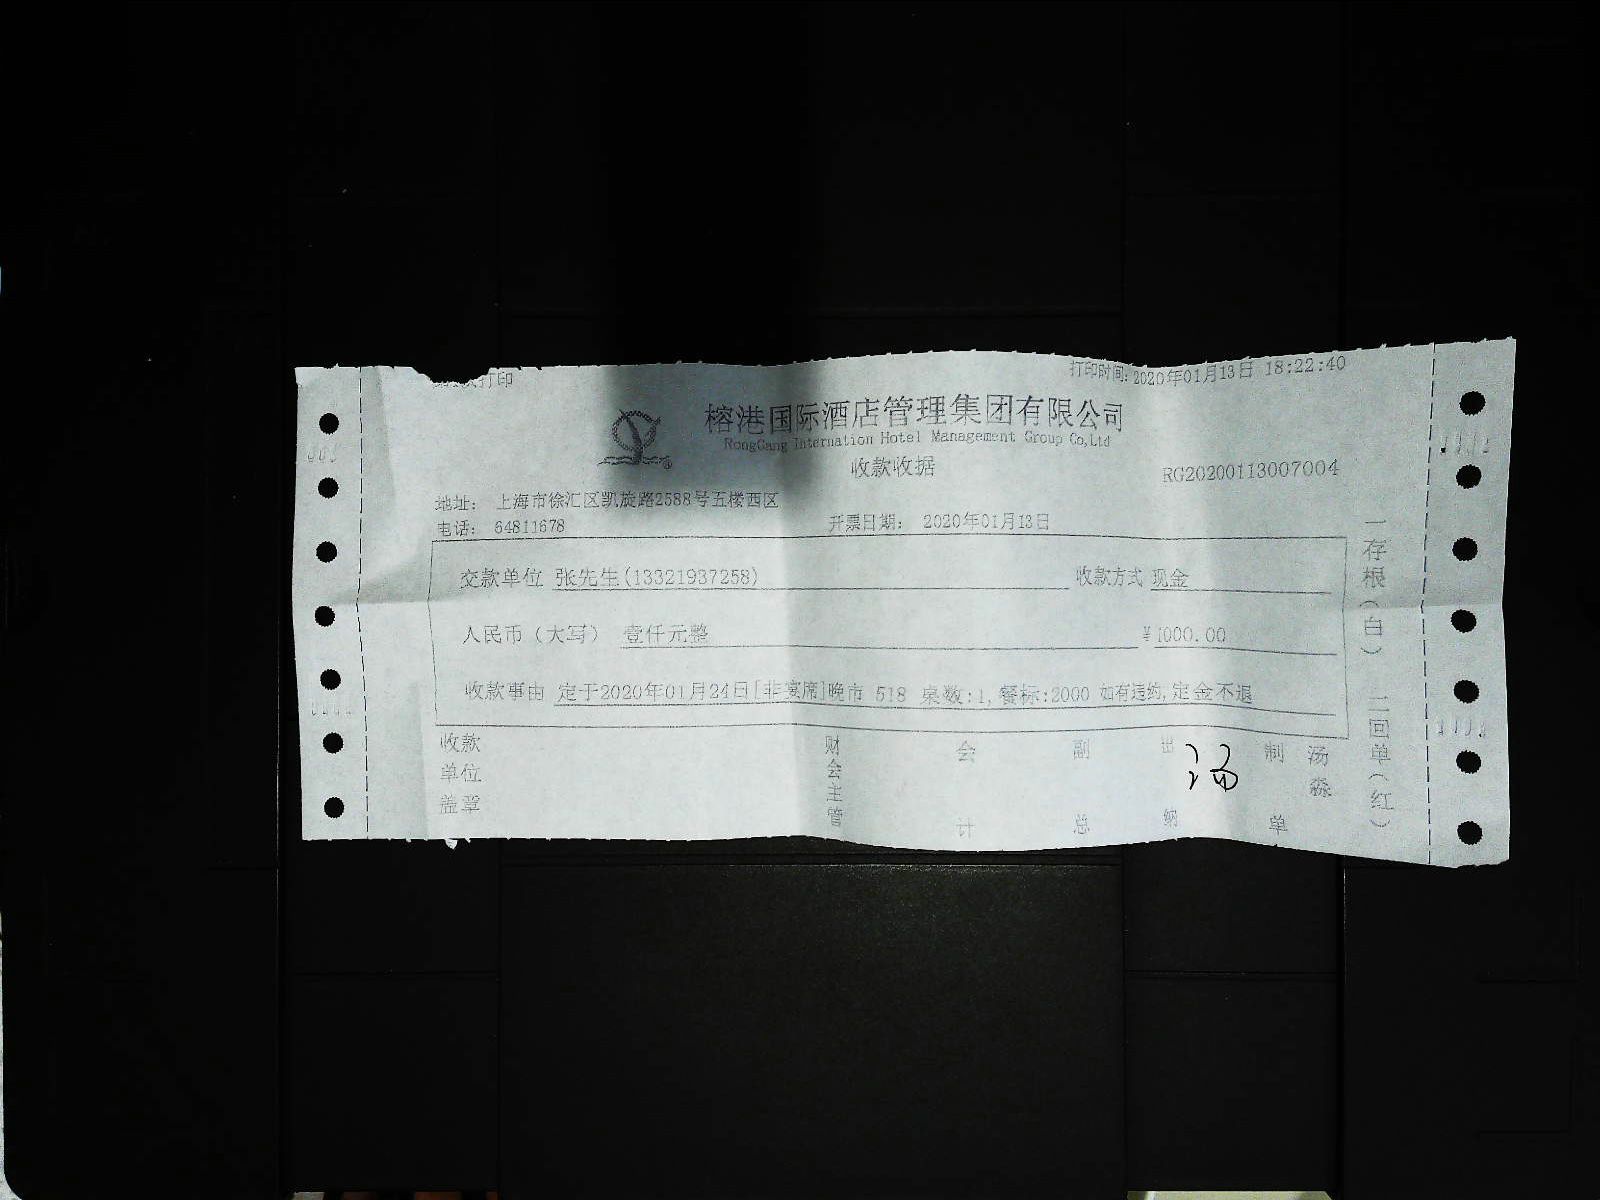 打印
打印时间:2020年01月13日 18:22:40
榕港国际酒店管理集团有限公司
RongGang Internation Hotel Management Group Co,Ltd
收款收据
RG20200113007004
地址: 上海市徐汇区凯旋路2588号五楼西区
电话: 64811678
开票日期: 2020年01月13日
交款单位 张先生(13321937258) 收款方式 现金
人民币（大写） 壹仟元整 ¥1000.00
收款事由 定于2020年01月24日[非宴席]晚市 518 桌数:1,餐标:2000 如有违约,定金不退
收款单位盖章
财会主管
会计
副总
出纳
汤
制单
汤淼
一存根(白)
二回单(红)